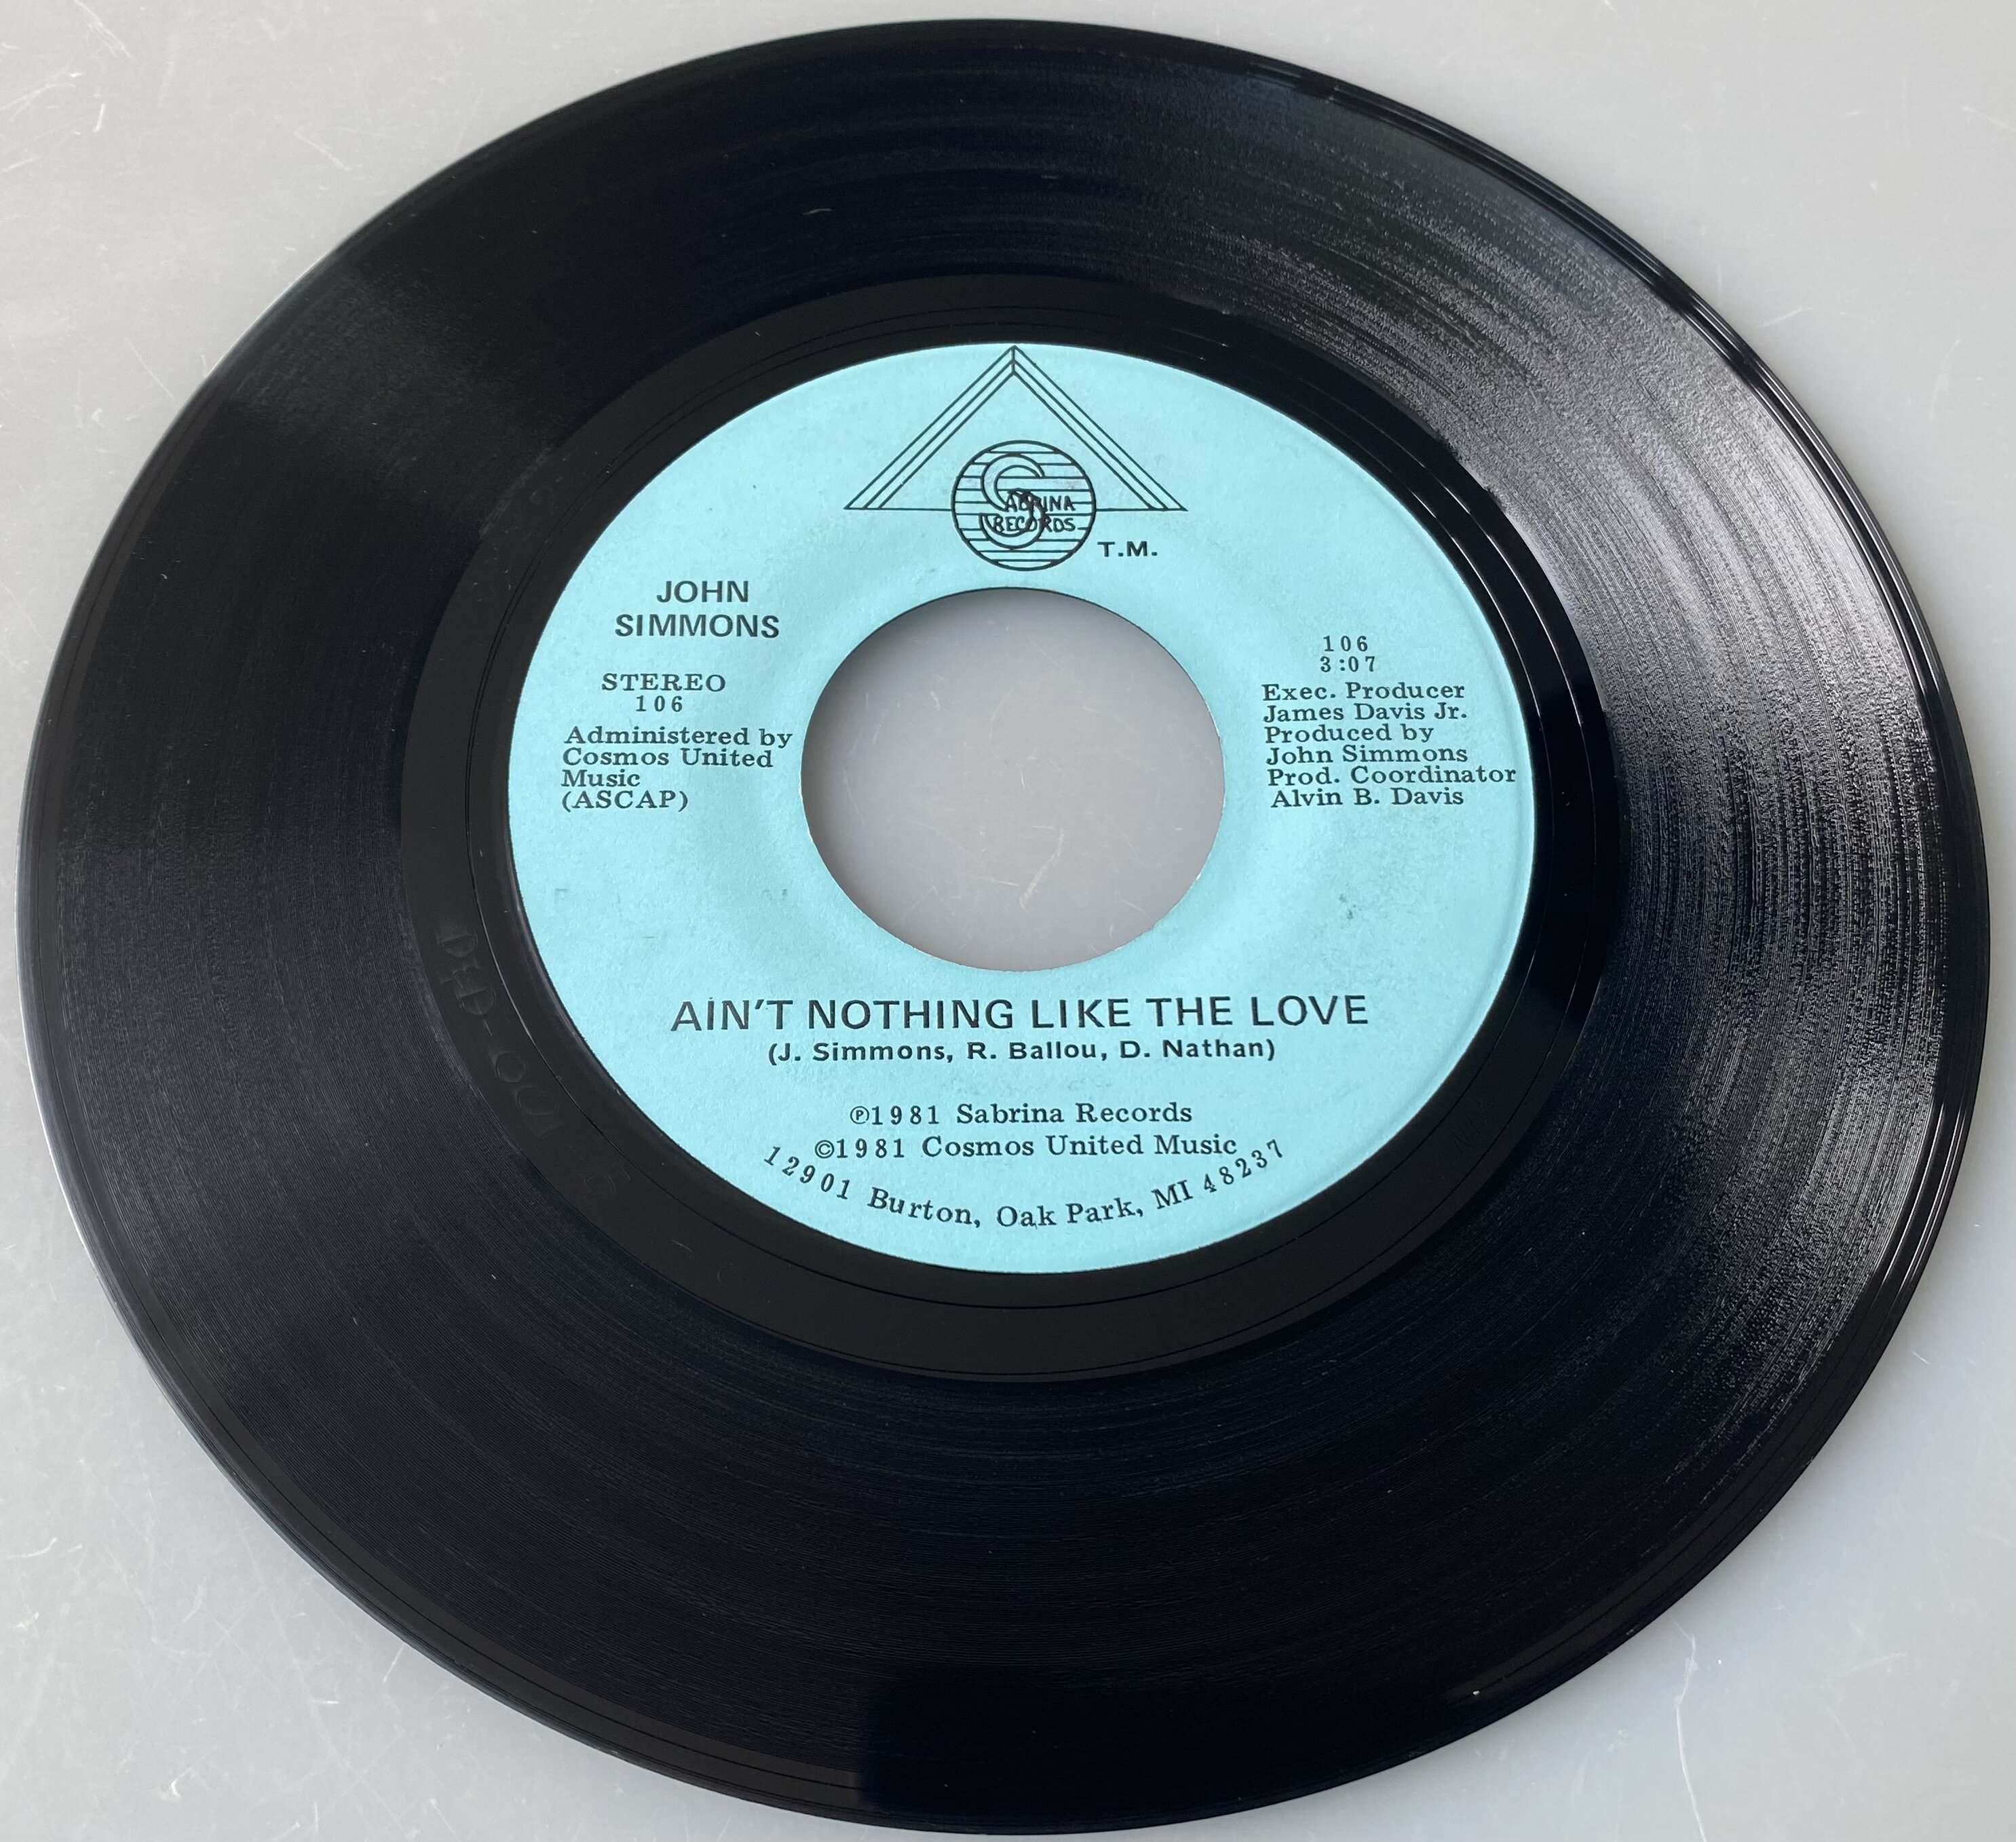 SABRINA
RECORDS
T.M.
JOHN
SIMMONS
STEREO
106
Administered by
Cosmos United
Music
(ASCAP)
106
3:07
Exec. Producer
James Davis Jr.
Produced by
John Simmons
Prod. Coordinator
Alvin B. Davis
AIN'T NOTHING LIKE THE LOVE
(J. Simmons, R. Ballou, D. Nathan)
℗1981 Sabrina Records
©1981 Cosmos United Music
12901 Burton, Oak Park, MI 48237